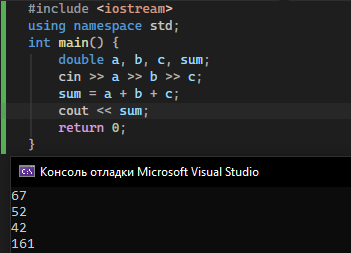 #include <iostream>
using namespace std;
int main() {
    double a, b, c, sum;
    cin >> a >> b >> c;
    sum = a + b + c;
    cout << sum;
    return 0;
}
Консоль отладки Microsoft Visual Studio
67
52
42
161